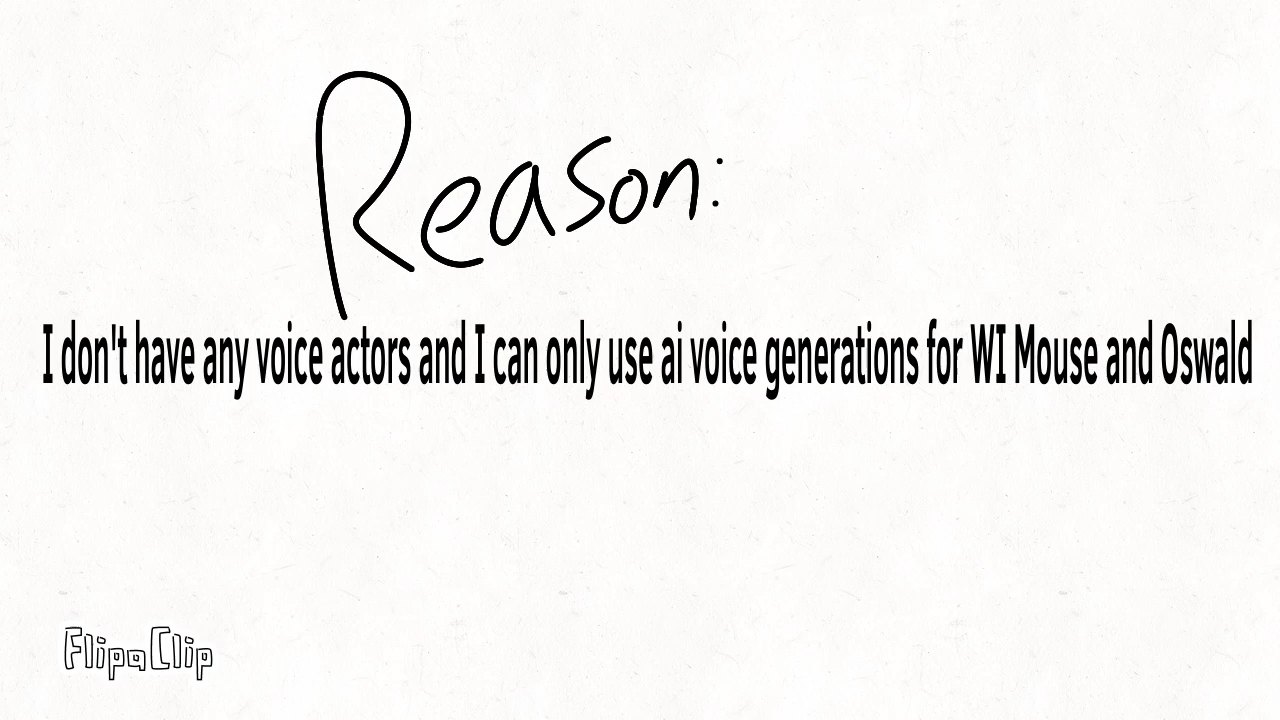 Reason:
I don't have any voice actors and I can only use ai voice generations for WI Mouse and Oswald
FlipaClip